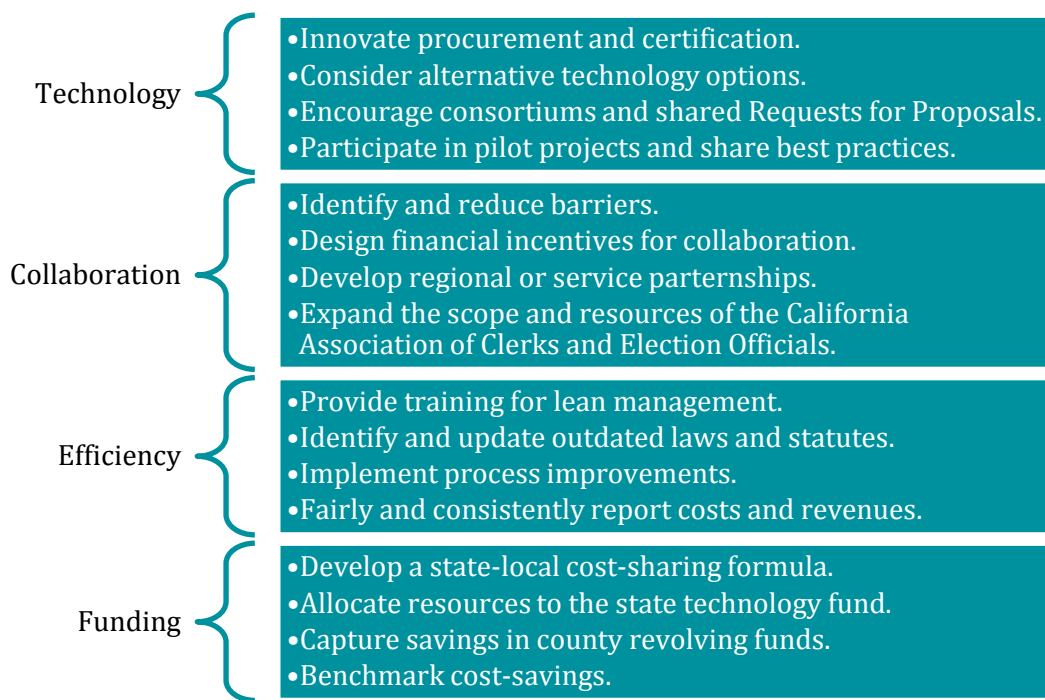 Technology
•Innovate procurement and certification.
•Consider alternative technology options.
•Encourage consortiums and shared Requests for Proposals.
•Participate in pilot projects and share best practices.
Collaboration
•Identify and reduce barriers.
•Design financial incentives for collaboration.
•Develop regional or service parternships.
•Expand the scope and resources of the California
Association of Clerks and Election Officials.
Efficiency
•Provide training for lean management.
•Identify and update outdated laws and statutes.
•Implement process improvements.
•Fairly and consistently report costs and revenues.
Funding
•Develop a state-local cost-sharing formula.
•Allocate resources to the state technology fund.
•Capture savings in county revolving funds.
•Benchmark cost-savings.